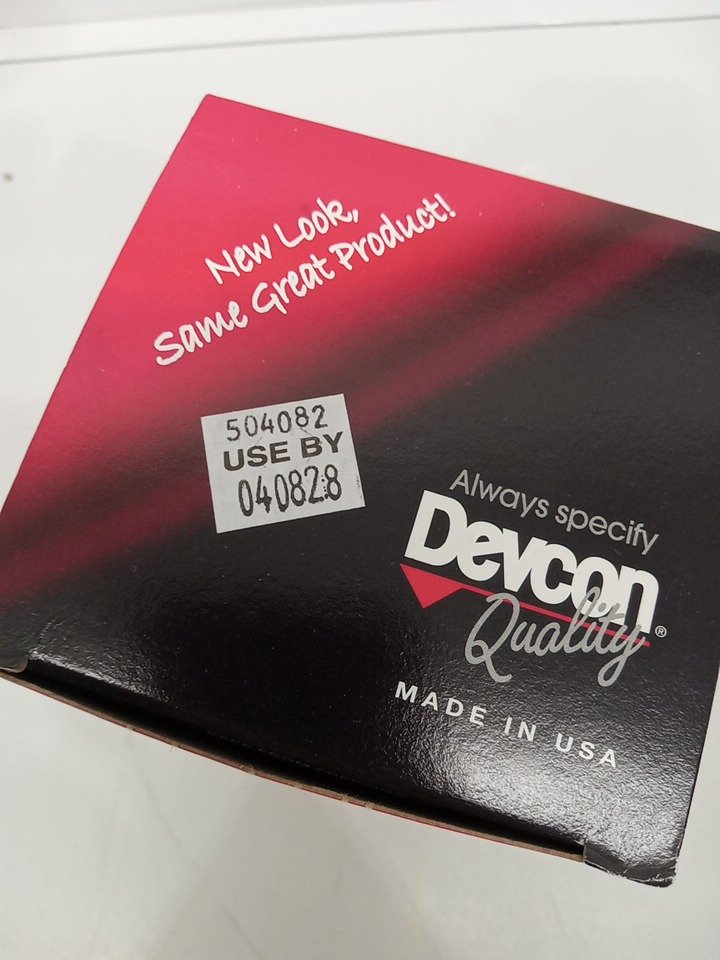 New Look,
Same Great Product!
504082
USE BY
040828
Always specify
Devcon
Quality®
MADE IN USA